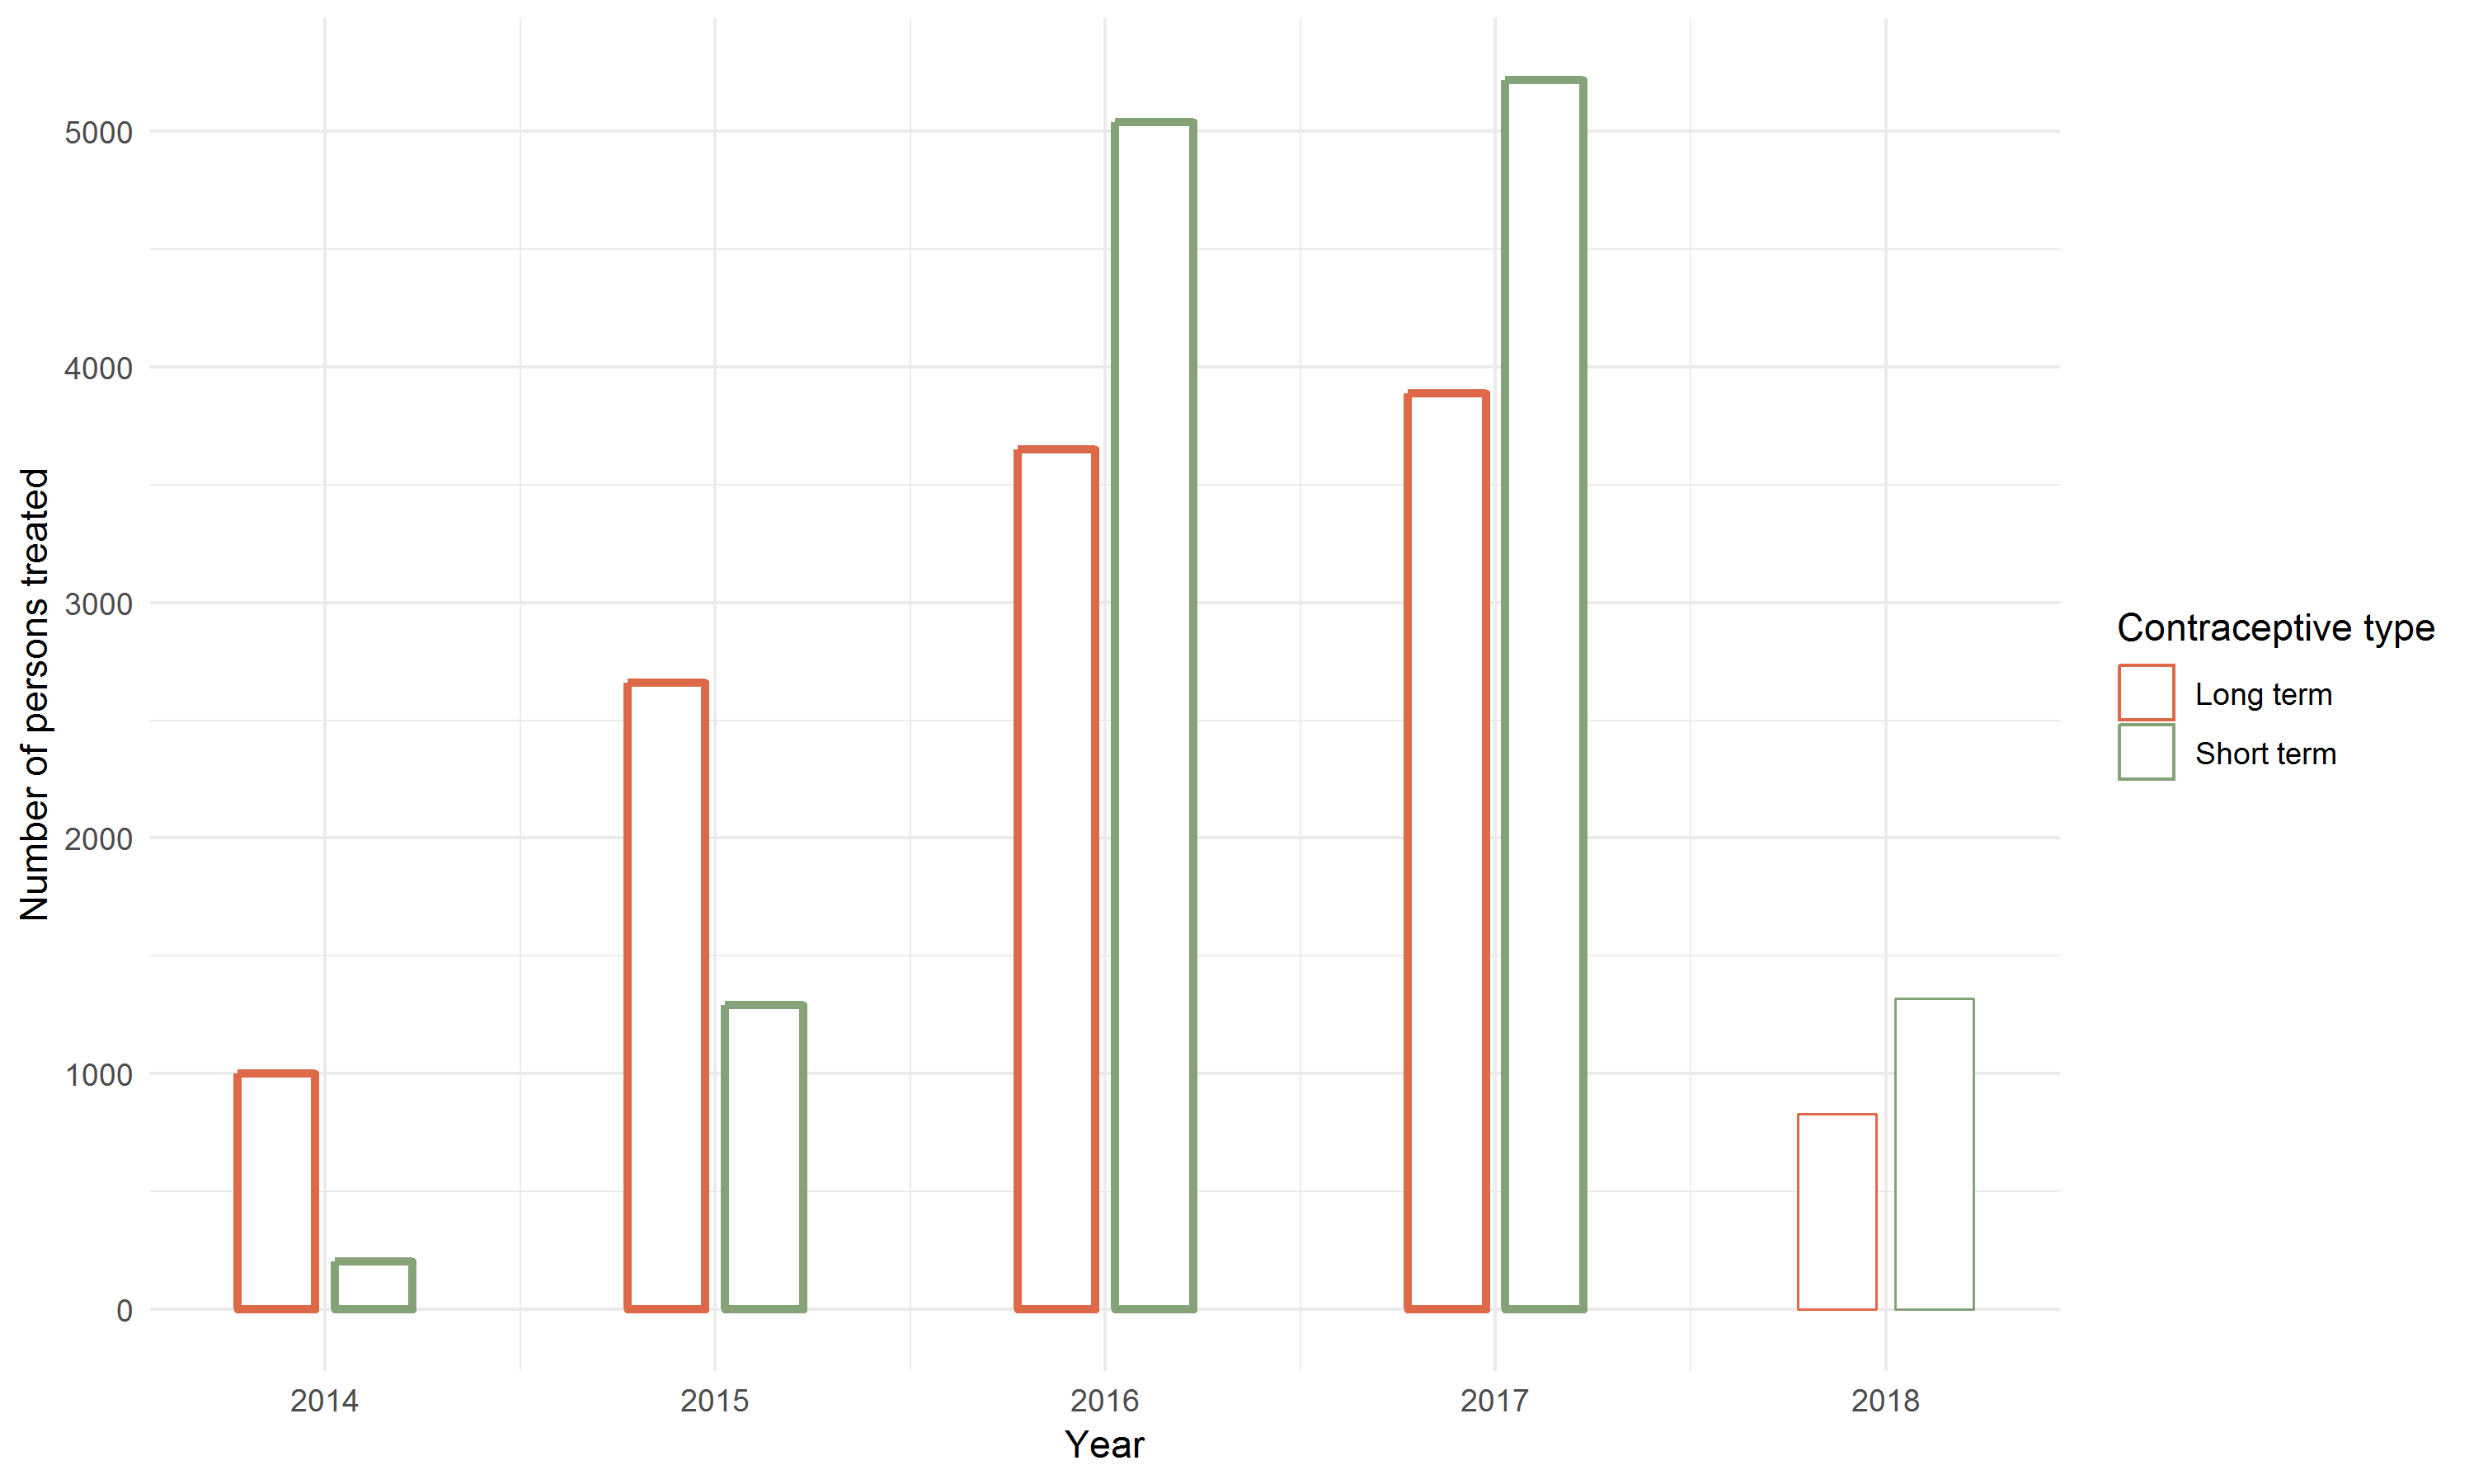 Number of persons treated
5000
4000
3000
2000
1000
0
2014
2015
2016
2017
2018
Year
Contraceptive type
Long term
Short term